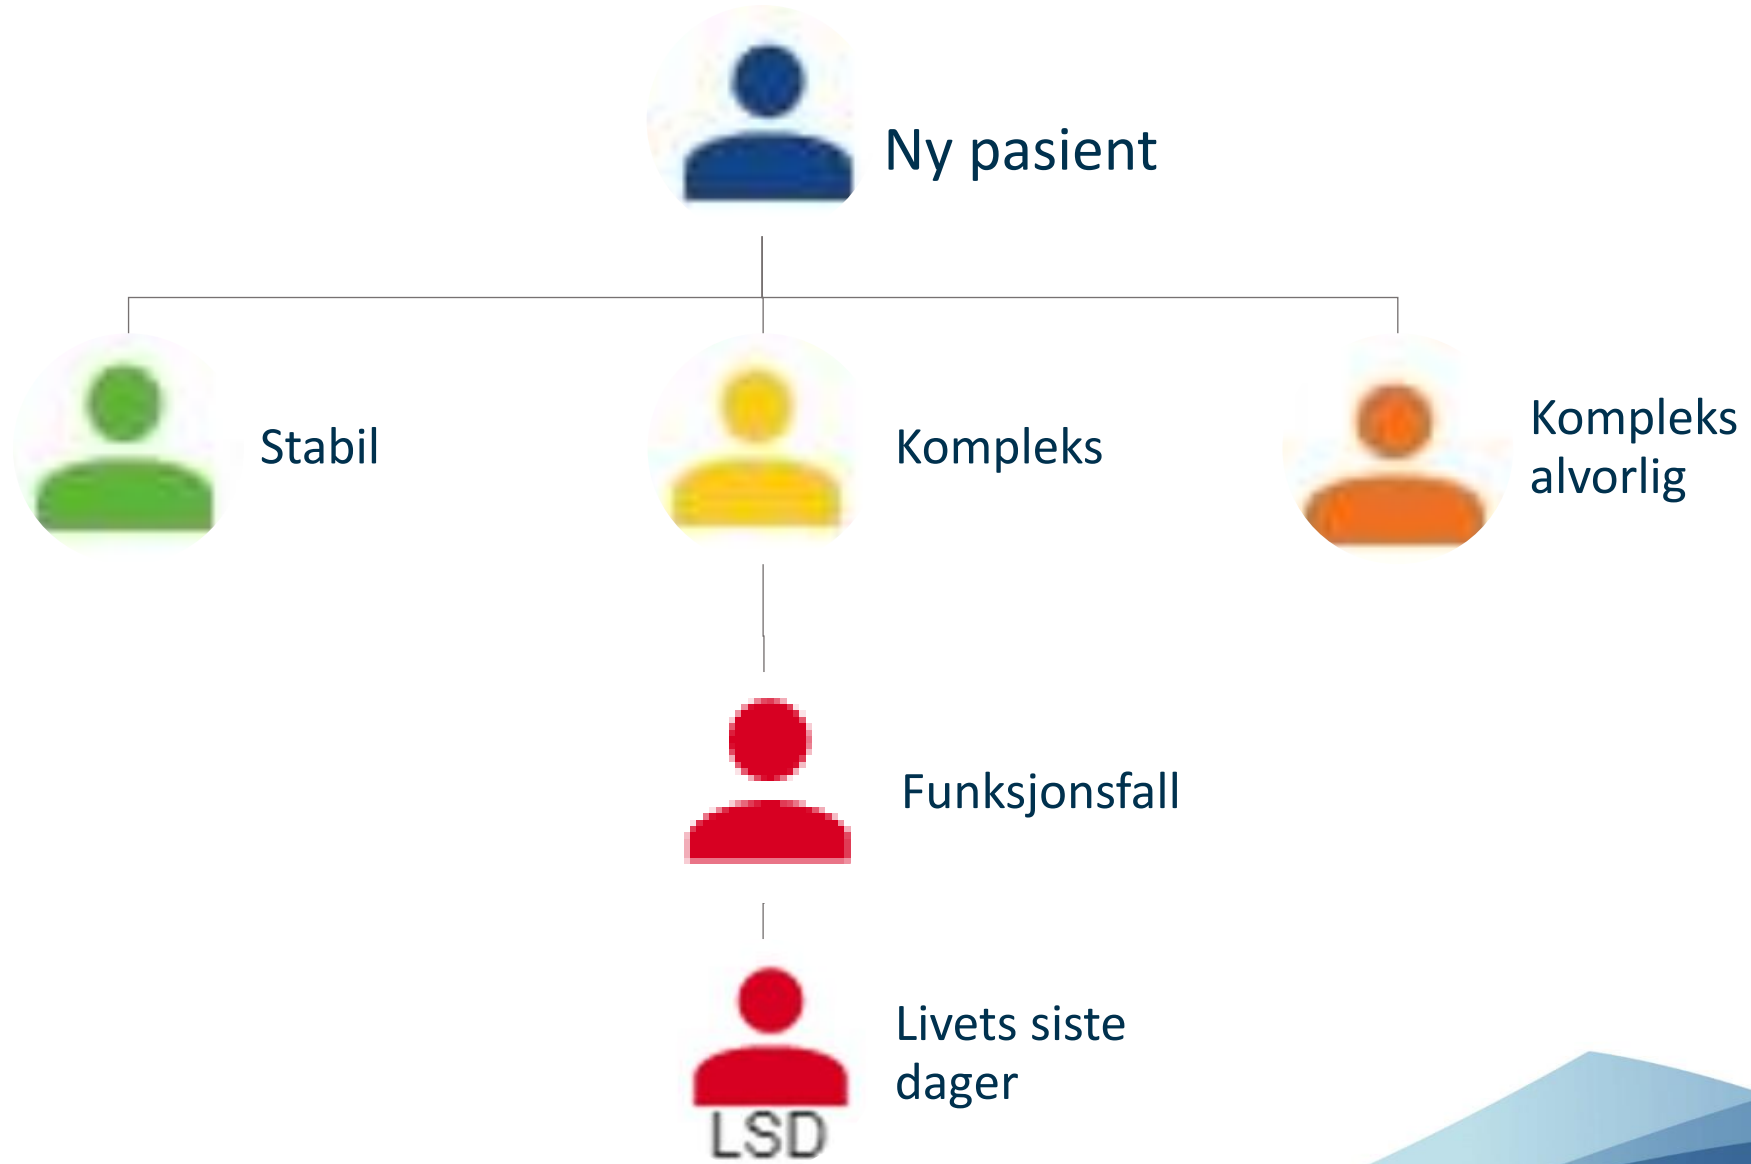 Ny pasient
Stabil
Kompleks
Kompleks
alvorlig
Funksjonsfall
Livets siste
dager
LSD